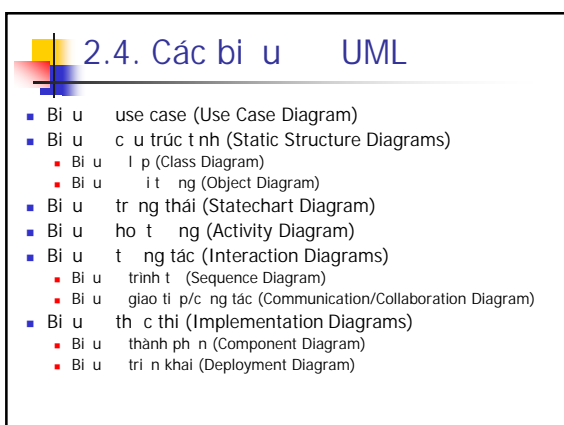 2.4. Các bi u UML
Bi u use case (Use Case Diagram)
Bi u c u trúc t nh (Static Structure Diagrams)
Bi u l p (Class Diagram)
Bi u i t ng (Object Diagram)
Bi u tr ng thái (Statechart Diagram)
Bi u ho t ng (Activity Diagram)
Bi u t ng tác (Interaction Diagrams)
Bi u trình t (Sequence Diagram)
Bi u giao ti p/c ng tác (Communication/Collaboration Diagram)
Bi u th c thi (Implementation Diagrams)
Bi u thành ph n (Component Diagram)
Bi u tri n khai (Deployment Diagram)